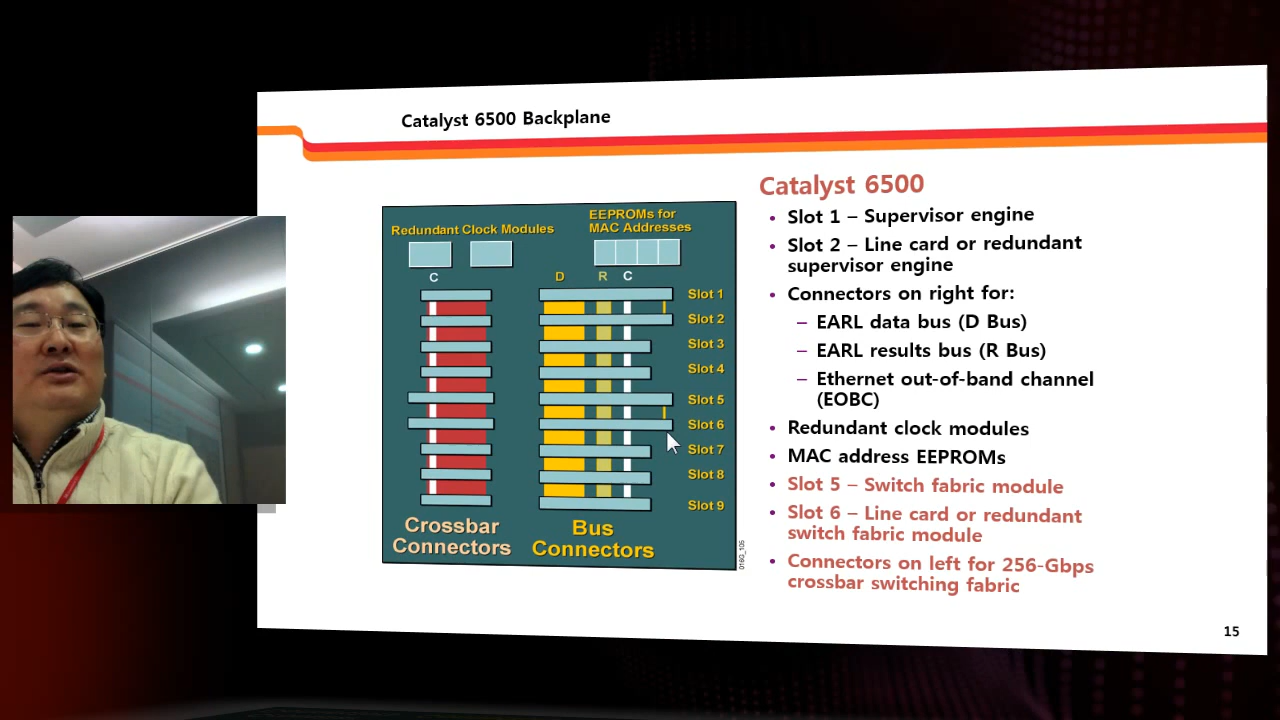 Catalyst 6500 Backplane
Redundant Clock Modules
EEPROMs for
MAC Addresses
C
D R C
Slot 1
Slot 2
Slot 3
Slot 4
Slot 5
Slot 6
Slot 7
Slot 8
Slot 9
Crossbar
Connectors
Bus
Connectors
016G_105
Catalyst 6500
• Slot 1 – Supervisor engine
• Slot 2 – Line card or redundant
supervisor engine
• Connectors on right for:
– EARL data bus (D Bus)
– EARL results bus (R Bus)
– Ethernet out-of-band channel
(EOBC)
• Redundant clock modules
• MAC address EEPROMs
• Slot 5 – Switch fabric module
• Slot 6 – Line card or redundant
switch fabric module
• Connectors on left for 256-Gbps
crossbar switching fabric
15